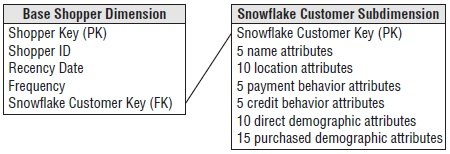 Base Shopper Dimension
Shopper Key (PK)
Shopper ID
Recency Date
Frequency
Snowflake Customer Key (FK)
Snowflake Customer Subdimension
Snowflake Customer Key (PK)
5 name attributes
10 location attributes
5 payment behavior attributes
5 credit behavior attributes
10 direct demographic attributes
15 purchased demographic attributes